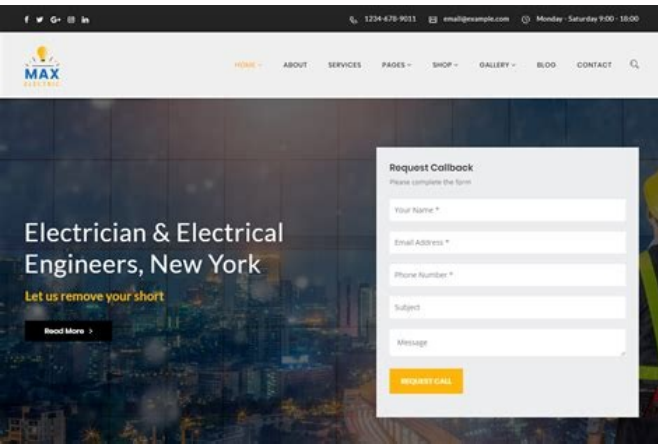 1234-678-9011 email@example.com Monday - Saturday 9:00 - 18:00
MAX
ELECTRIC
HOME ABOUT SERVICES PAGES SHOP GALLERY BLOG CONTACT
Request Callback
Please complete the form
Your Name *
Email Address *
Phone Number *
Subject
Message
REQUEST CALL
Electrician & Electrical
Engineers, New York
Let us remove your short
Read More >